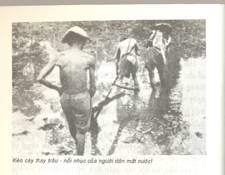 Kéo cày thay trâu - nỗi nhục của người dân mất nước!